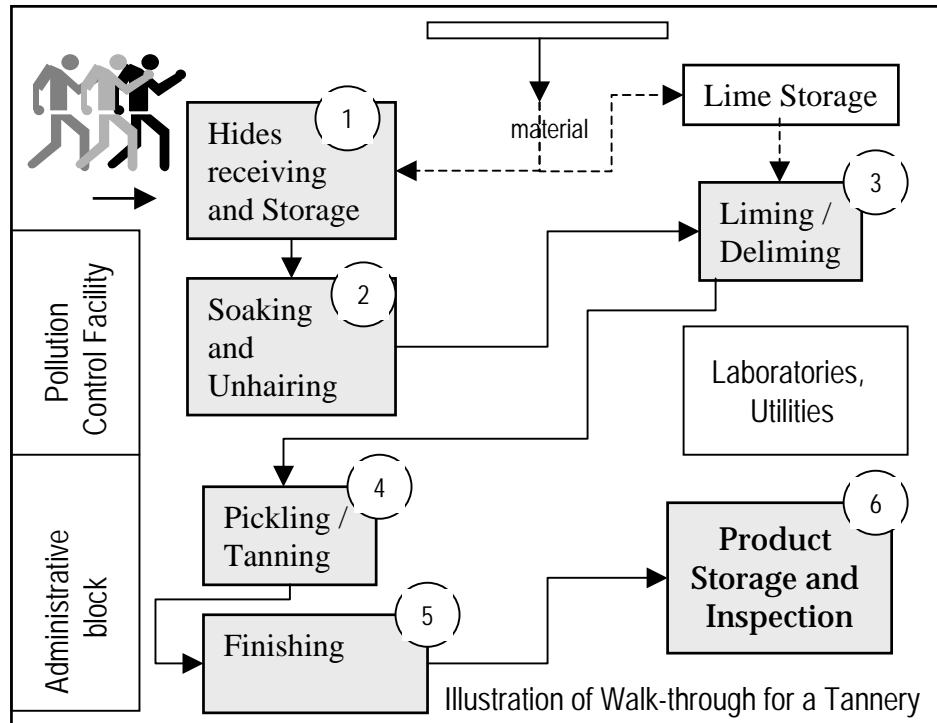 1
Hides
receiving
and Storage
material
Lime Storage
3
Liming /
Deliming
2
Soaking
and
Unhairing
Pollution
Control Facility
Laboratories,
Utilities
4
Pickling /
Tanning
6
Product
Storage and
Inspection
Administrative
block
5
Finishing
Illustration of Walk-through for a Tannery